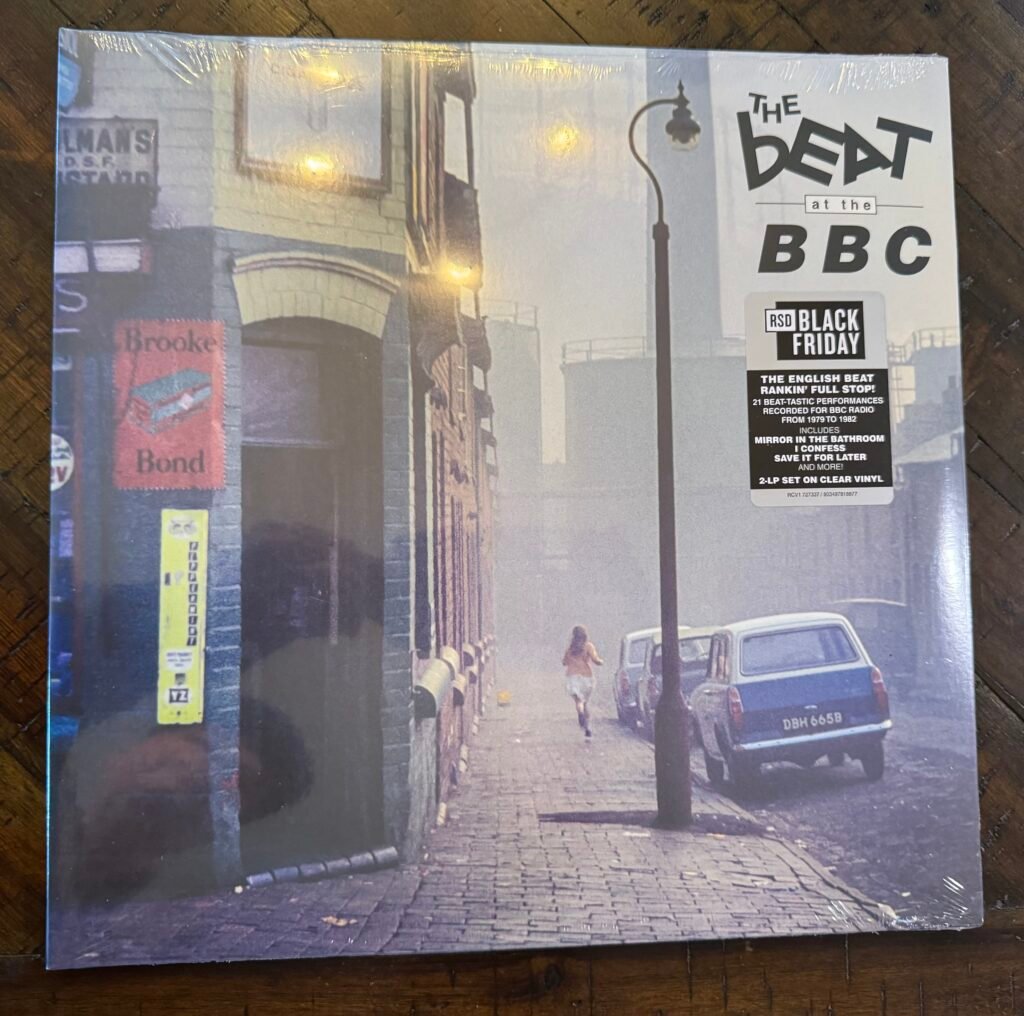 LMAN'S
D.S.F.
STARD
S
Brooke
Bond
PEPPERMINT
YZ
V
THE
bEAT
at the
BBC
RSD BLACK
FRIDAY
THE ENGLISH BEAT
RANKIN' FULL STOP!
21 BEAT-TASTIC PERFORMANCES
RECORDED FOR BBC RADIO
FROM 1979 TO 1982
INCLUDES
MIRROR IN THE BATHROOM
I CONFESS
SAVE IT FOR LATER
AND MORE!
2-LP SET ON CLEAR VINYL
DBH 665B